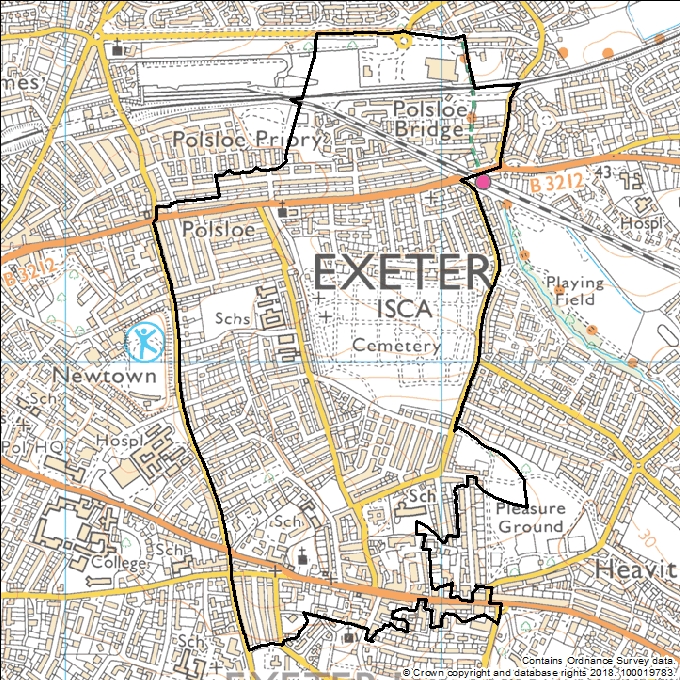 mes
Polsloe Priory
Polsloe
Bridge
B 3212
43
Hospl
Polsloe
B 3212
EXETER
ISCA
Playing
Field
Schs
Cemetery
Newtown
Sch
Hospl
Pol HQ
Sch
Pleasure
Ground
Sch
30
Sch
College
Heavit
Sch
EXETER
Contains Ordnance Survey data.
© Crown copyright and database rights 2018. 100019783.